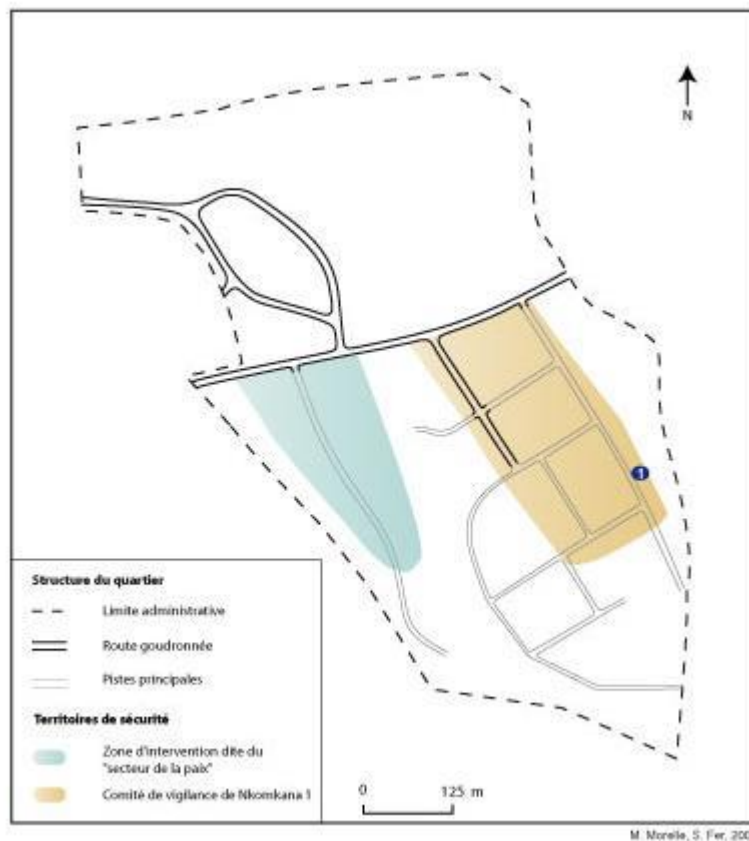 N
1
Structure du quartier
Limite administrative
Route goudronnée
Pistes principales
Territoires de sécurité
Zone d'intervention dite du
"secteur de la paix"
Comité de vigilance de Nkomkana 1
0 125 m
M. Morelle, S. Fer, 200